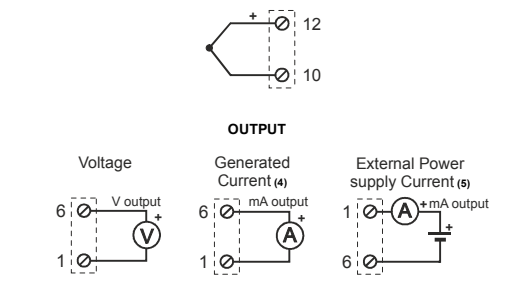 +
12
10
OUTPUT
Voltage
Generated
Current (4)
External Power
supply Current (5)
6
V output
+
V
1
6
mA output
+
A
1
1
A
+
mA output
+
6